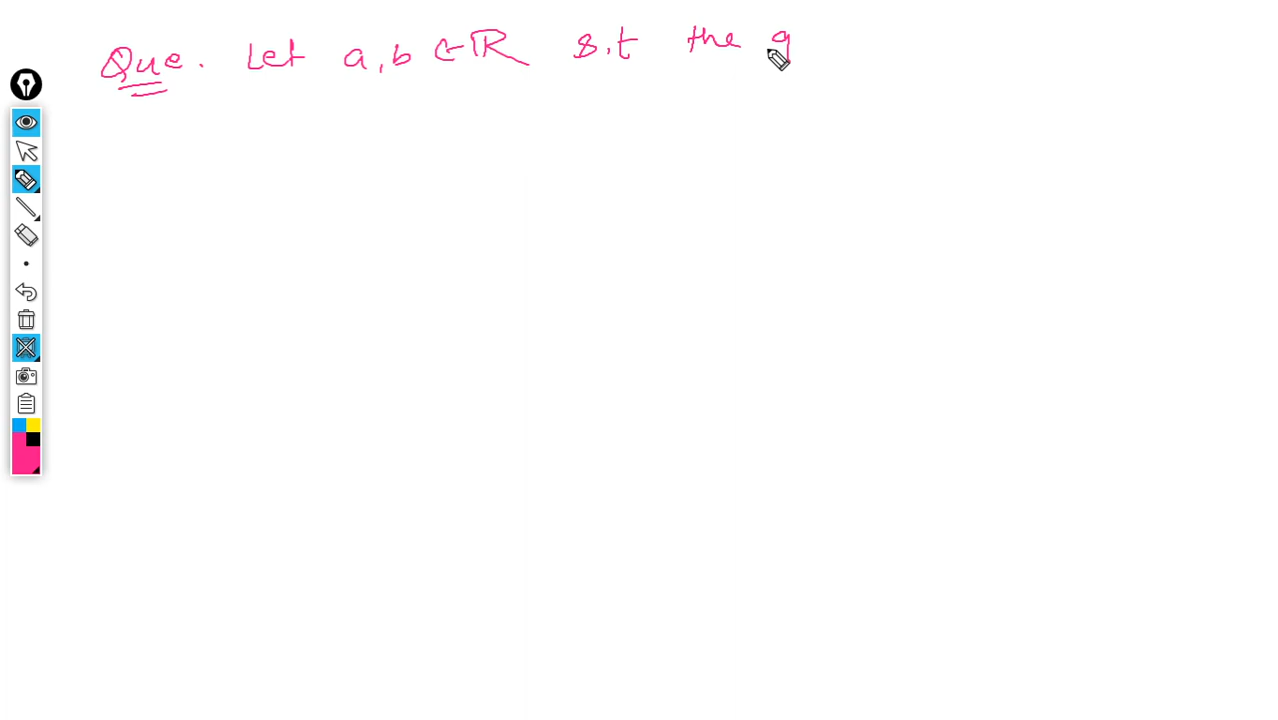 Que. Let a,b ∈ ℝ s.t the g